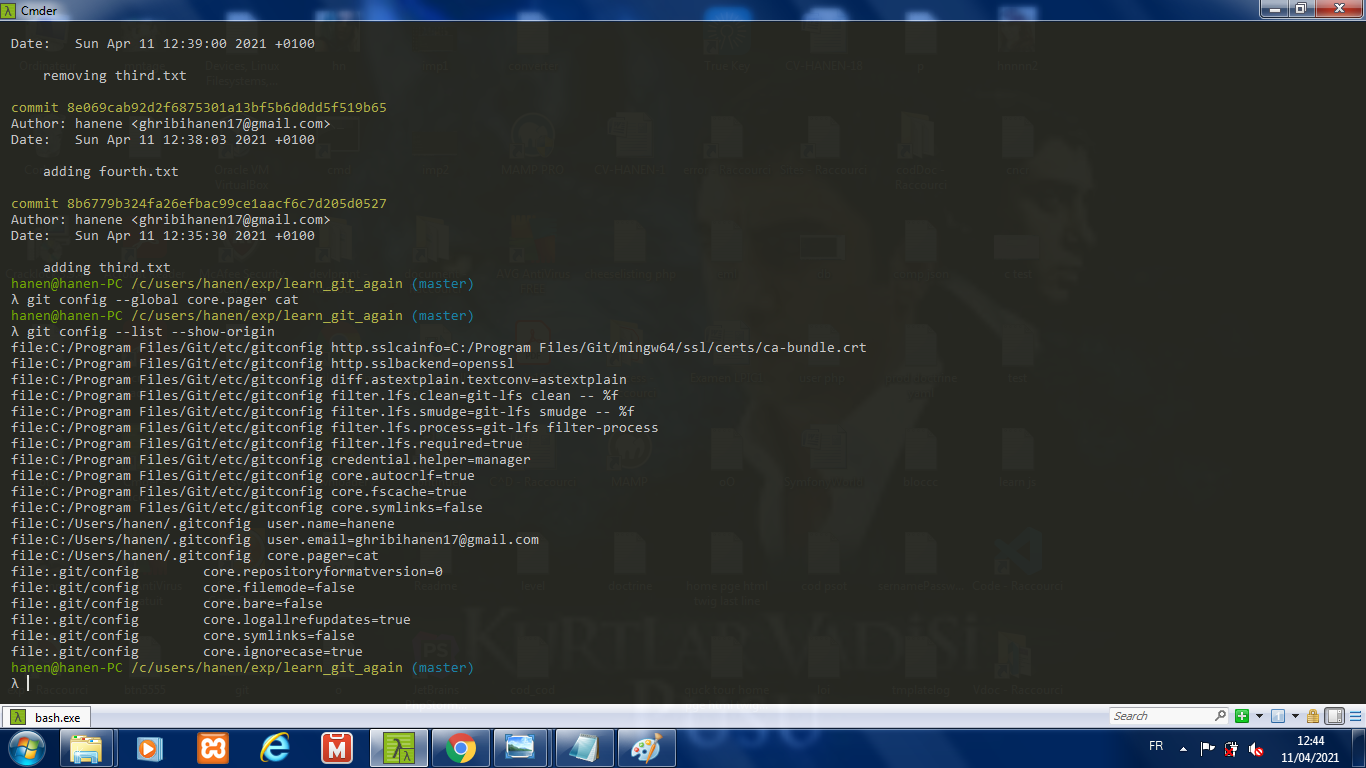 Cmder
Date:   Sun Apr 11 12:39:00 2021 +0100
    removing third.txt
commit 8e069cab92d2f6875301a13bf5b6d0dd5f519b65
Author: hanene <ghribihanen17@gmail.com>
Date:   Sun Apr 11 12:38:03 2021 +0100
    adding fourth.txt
commit 8b6779b324fa26efbac99ce1aacf6c7d205d0527
Author: hanene <ghribihanen17@gmail.com>
Date:   Sun Apr 11 12:35:30 2021 +0100
    adding third.txt
hanen@hanen-PC /c/users/hanen/exp/learn_git_again (master)
λ git config --global core.pager cat
hanen@hanen-PC /c/users/hanen/exp/learn_git_again (master)
λ git config --list --show-origin
file:C:/Program Files/Git/etc/gitconfig http.sslcainfo=C:/Program Files/Git/mingw64/ssl/certs/ca-bundle.crt
file:C:/Program Files/Git/etc/gitconfig http.sslbackend=openssl
file:C:/Program Files/Git/etc/gitconfig diff.astextplain.textconv=astextplain
file:C:/Program Files/Git/etc/gitconfig filter.lfs.clean=git-lfs clean -- %f
file:C:/Program Files/Git/etc/gitconfig filter.lfs.smudge=git-lfs smudge -- %f
file:C:/Program Files/Git/etc/gitconfig filter.lfs.process=git-lfs filter-process
file:C:/Program Files/Git/etc/gitconfig filter.lfs.required=true
file:C:/Program Files/Git/etc/gitconfig credential.helper=manager
file:C:/Program Files/Git/etc/gitconfig core.autocrlf=true
file:C:/Program Files/Git/etc/gitconfig core.fscache=true
file:C:/Program Files/Git/etc/gitconfig core.symlinks=false
file:C:/Users/hanen/.gitconfig  user.name=hanene
file:C:/Users/hanen/.gitconfig  user.email=ghribihanen17@gmail.com
file:C:/Users/hanen/.gitconfig  core.pager=cat
file:.git/config        core.repositoryformatversion=0
file:.git/config        core.filemode=false
file:.git/config        core.bare=false
file:.git/config        core.logallrefupdates=true
file:.git/config        core.symlinks=false
file:.git/config        core.ignorecase=true
hanen@hanen-PC /c/users/hanen/exp/learn_git_again (master)
λ
KURTLAR VADiSi
PUSU
bash.exe
Search
FR
12:44
11/04/2021